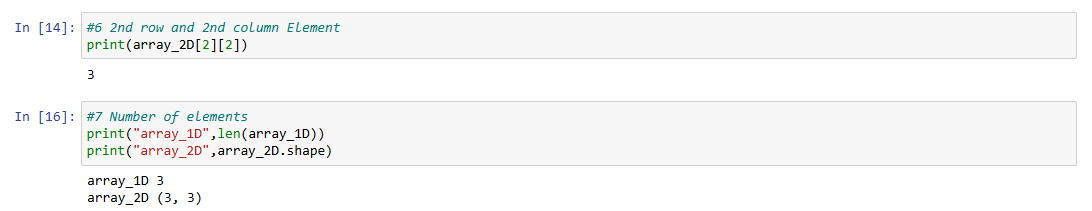 In [14]: #6 2nd row and 2nd column Element
print(array_2D[2][2])
3
In [16]: #7 Number of elements
print("array_1D",len(array_1D))
print("array_2D",array_2D.shape)
array_1D 3
array_2D (3, 3)